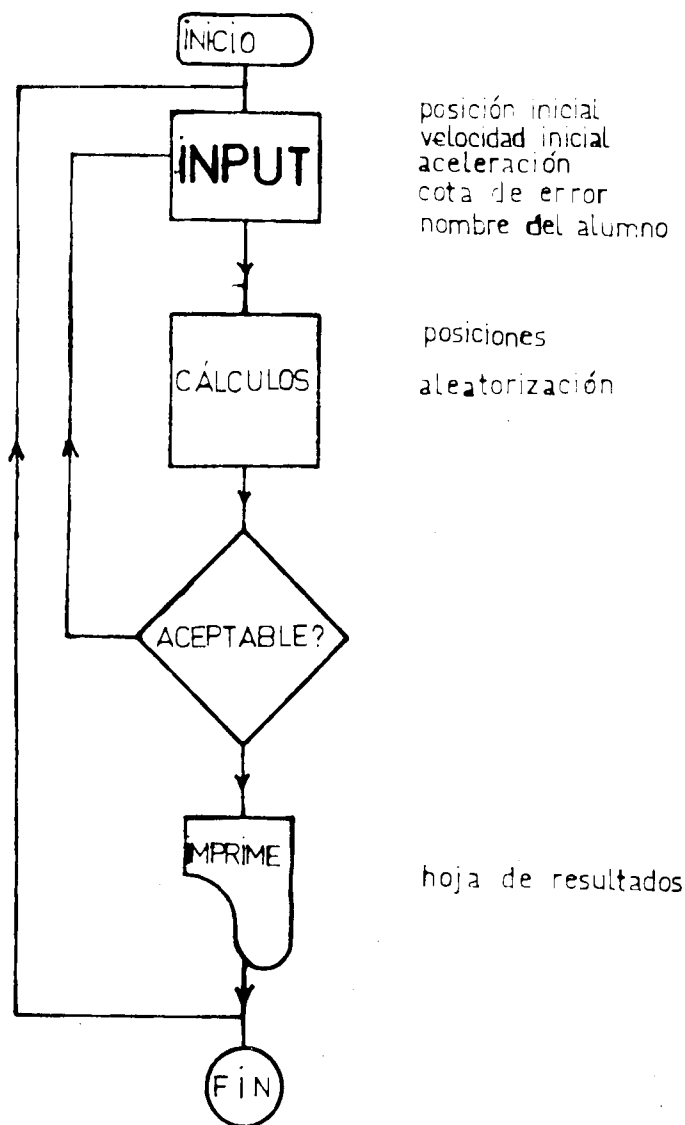 INICIO
INPUT
posición inicial
velocidad inicial
aceleración
cota de error
nombre del alumno
CÁLCULOS
posiciones
aleatorización
ACEPTABLE?
IMPRIME
hoja de resultados
FIN